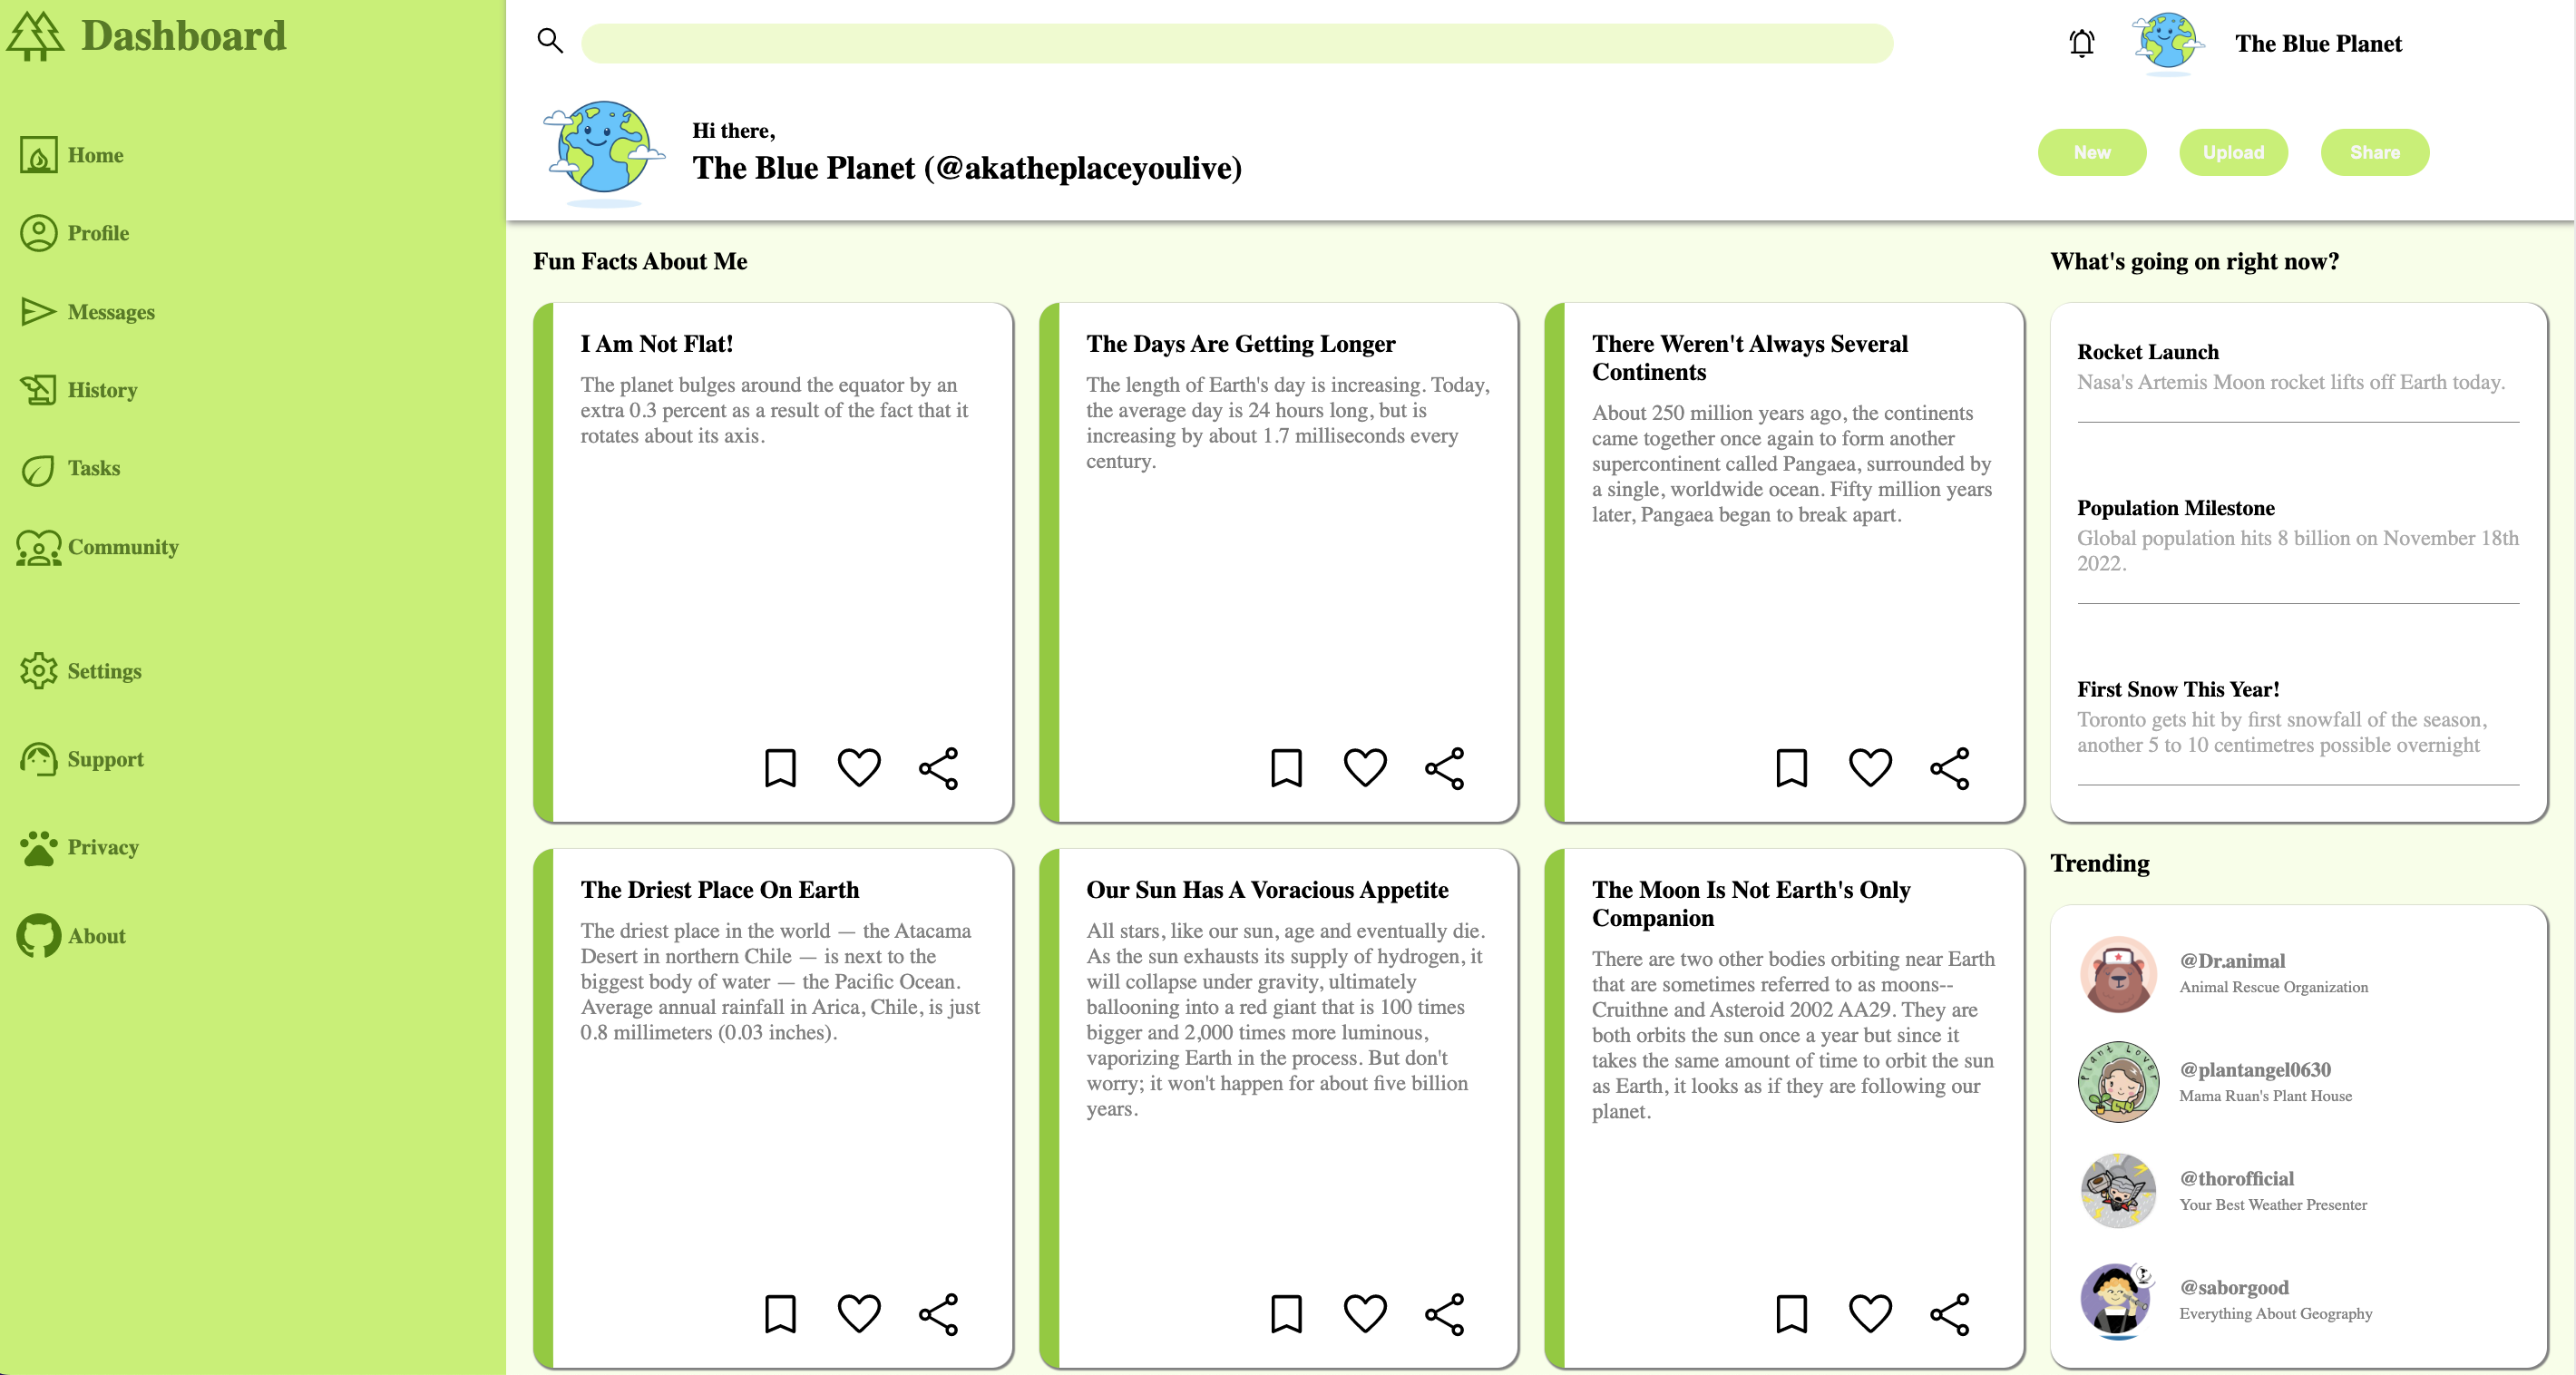 Dashboard
Home
Profile
Messages
History
Tasks
Community
Settings
Support
Privacy
About
The Blue Planet
Hi there,
The Blue Planet (@akatheplaceyoulive)
New
Upload
Share
Fun Facts About Me
I Am Not Flat!
The planet bulges around the equator by an
extra 0.3 percent as a result of the fact that it
rotates about its axis.
The Days Are Getting Longer
The length of Earth's day is increasing. Today,
the average day is 24 hours long, but is
increasing by about 1.7 milliseconds every
century.
There Weren't Always Several
Continents
About 250 million years ago, the continents
came together once again to form another
supercontinent called Pangaea, surrounded by
a single, worldwide ocean. Fifty million years
later, Pangaea began to break apart.
The Driest Place On Earth
The driest place in the world — the Atacama
Desert in northern Chile — is next to the
biggest body of water — the Pacific Ocean.
Average annual rainfall in Arica, Chile, is just
0.8 millimeters (0.03 inches).
Our Sun Has A Voracious Appetite
All stars, like our sun, age and eventually die.
As the sun exhausts its supply of hydrogen, it
will collapse under gravity, ultimately
ballooning into a red giant that is 100 times
bigger and 2,000 times more luminous,
vaporizing Earth in the process. But don't
worry; it won't happen for about five billion
years.
The Moon Is Not Earth's Only
Companion
There are two other bodies orbiting near Earth
that are sometimes referred to as moons--
Cruithne and Asteroid 2002 AA29. They are
both orbits the sun once a year but since it
takes the same amount of time to orbit the sun
as Earth, it looks as if they are following our
planet.
What's going on right now?
Rocket Launch
Nasa's Artemis Moon rocket lifts off Earth today.
Population Milestone
Global population hits 8 billion on November 18th
2022.
First Snow This Year!
Toronto gets hit by first snowfall of the season,
another 5 to 10 centimetres possible overnight
Trending
@Dr.animal
Animal Rescue Organization
Plant Lover
@plantangel0630
Mama Ruan's Plant House
@thorofficial
Your Best Weather Presenter
@saborgood
Everything About Geography